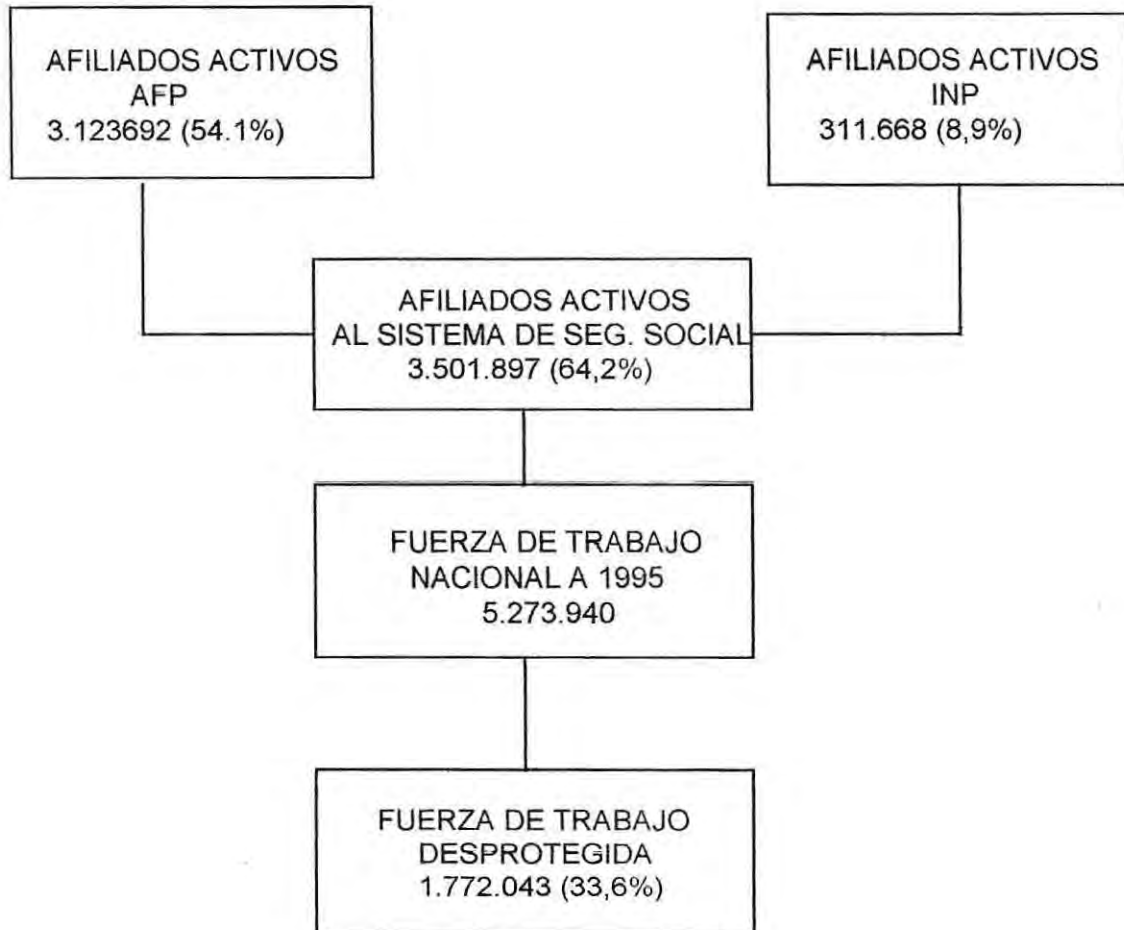 AFILIADOS ACTIVOS
AFP
3.123692 (54.1%)
AFILIADOS ACTIVOS
INP
311.668 (8,9%)
AFILIADOS ACTIVOS
AL SISTEMA DE SEG. SOCIAL
3.501.897 (64,2%)
FUERZA DE TRABAJO
NACIONAL A 1995
5.273.940
FUERZA DE TRABAJO
DESPROTEGIDA
1.772.043 (33,6%)